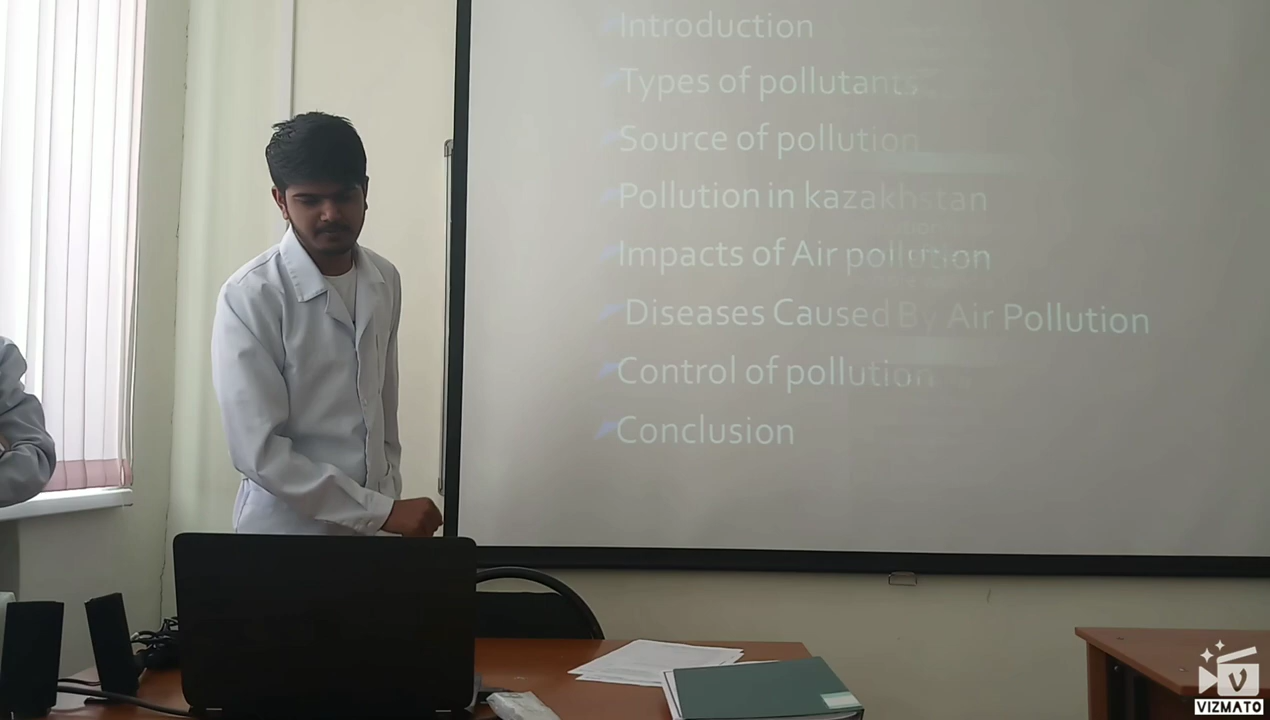 Introduction
Types of pollutants
Source of pollution
Pollution in kazakhstan
Impacts of Air pollution
Diseases Caused By Air Pollution
Control of pollution
Conclusion
V
VIZMATO